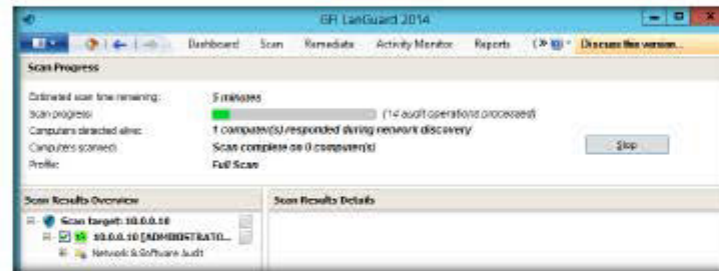 GFI LanGuard 2014
Dashboard Scan Remediate Activity Monitor Reports Discuss this version...
Scan Progress
Estimated scan time remaining: 5 minutes
Scan progress: (14 audit operations processed)
Computers detected alive: 1 computer(s) responded during network discovery
Computers scanned: Scan complete on 0 computer(s)
Stop
Profile: Full Scan
Scan Results Overview Scan Results Details
Scan target: 10.0.0.10
10.0.0.10 [ADMINISTRATO...
Network & Software Audit